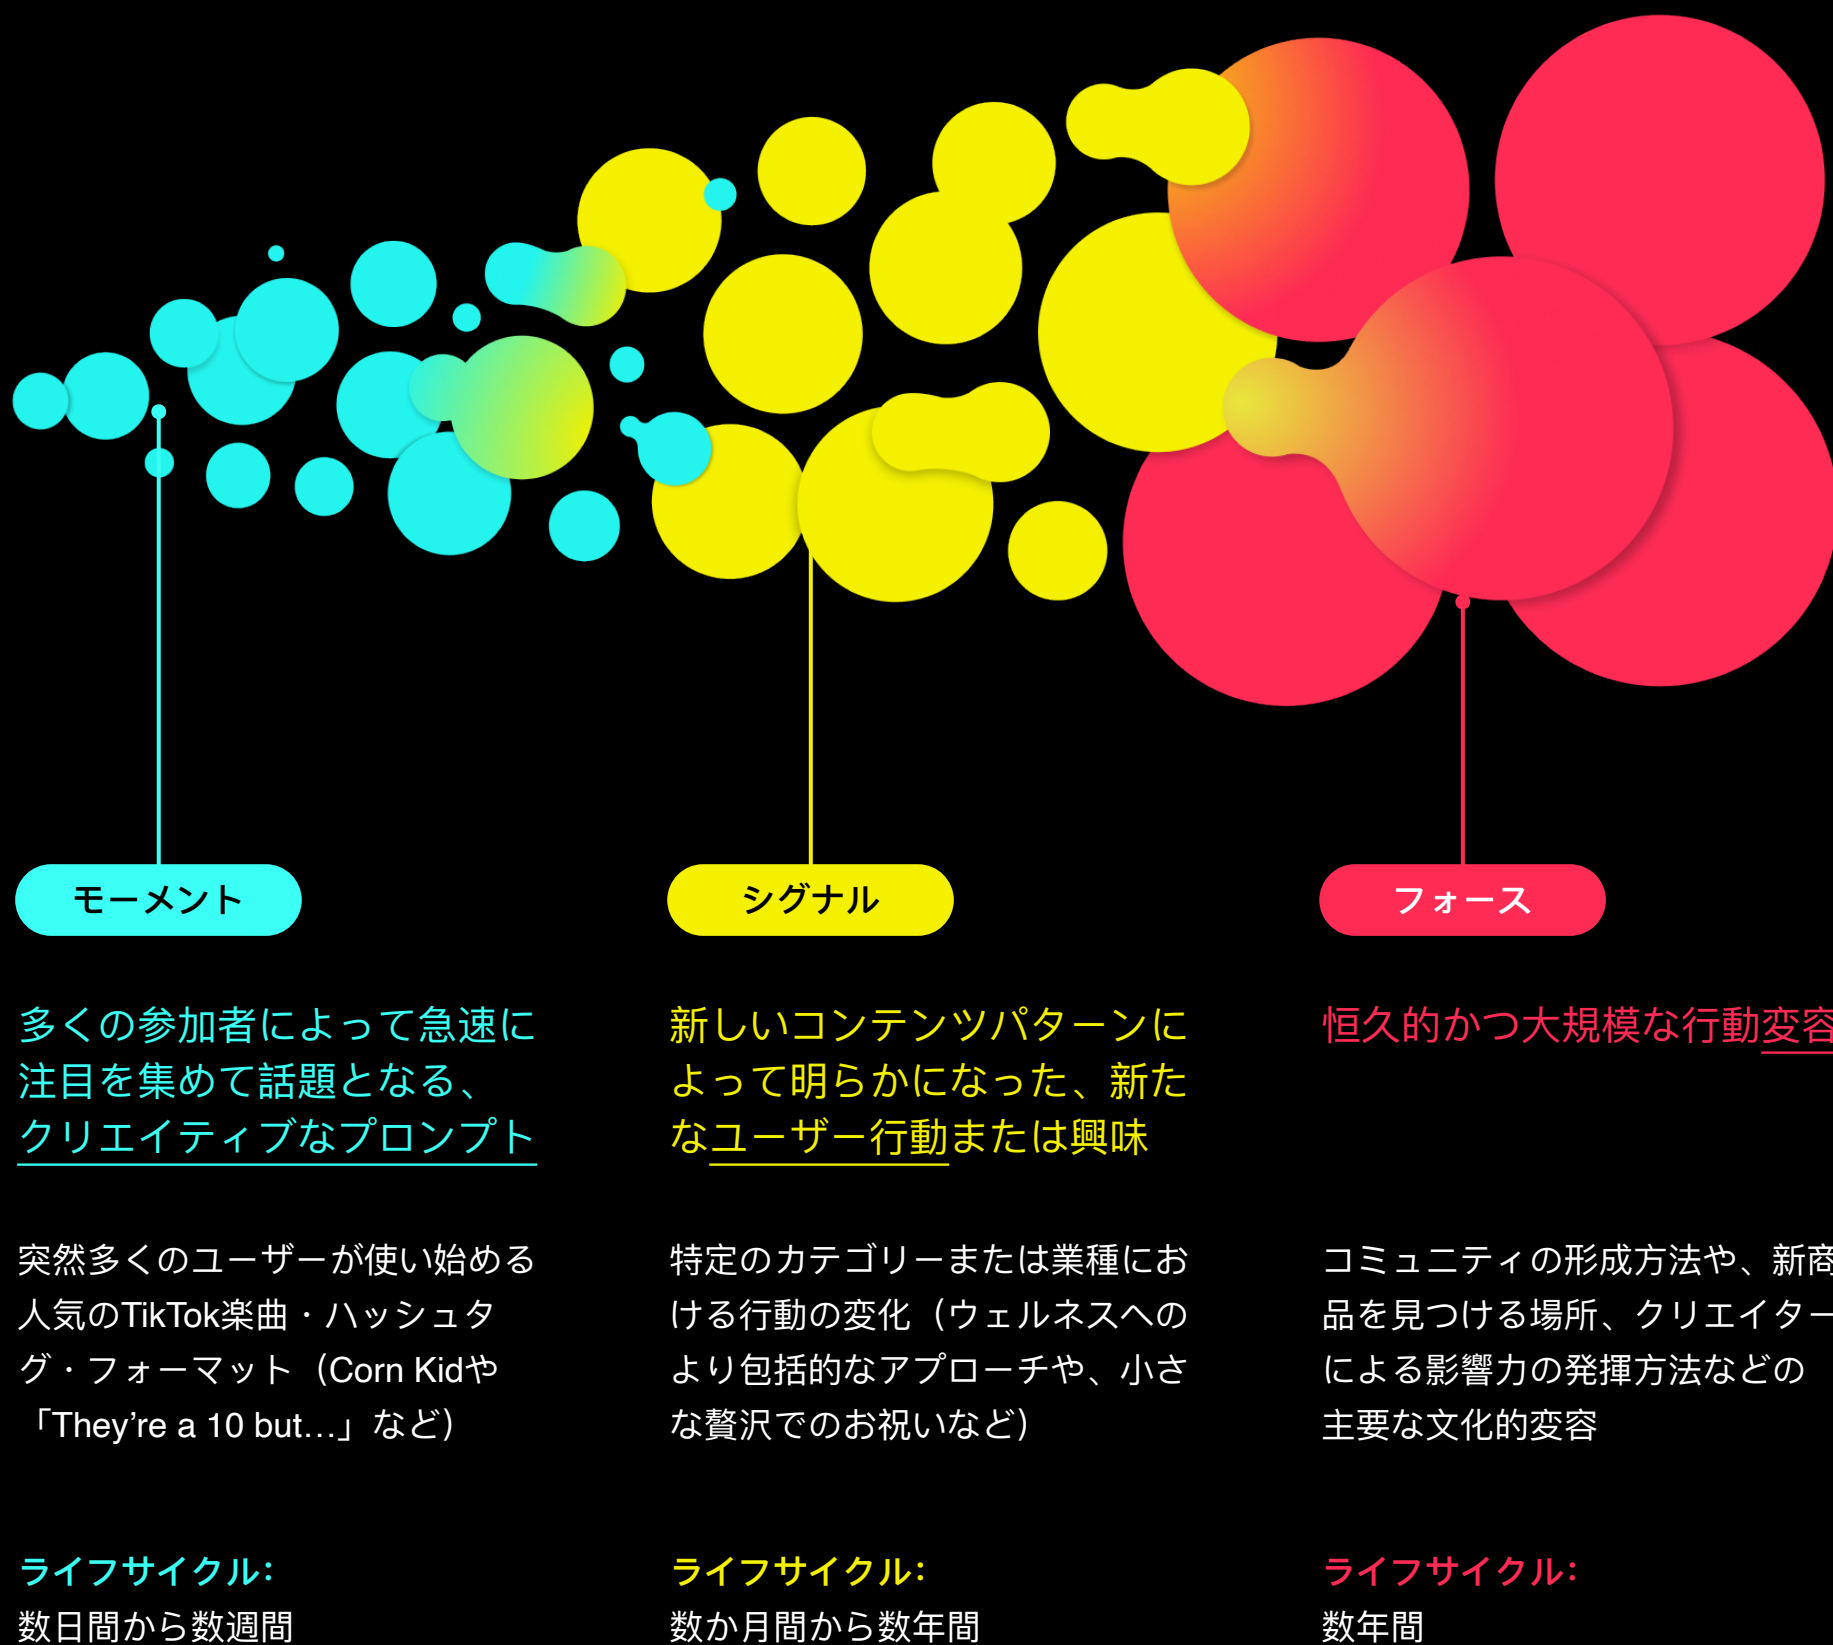 モーメント
多くの参加者によって急速に
注目を集めて話題となる、
クリエイティブなプロンプト
突然多くのユーザーが使い始める
人気のTikTok楽曲・ハッシュタ
グ・フォーマット（Corn Kidや
「They’re a 10 but…」など）
ライフサイクル：
数日間から数週間
シグナル
新しいコンテンツパターンに
よって明らかになった、新た
なユーザー行動または興味
特定のカテゴリーまたは業種にお
ける行動の変化（ウェルネスへの
より包括的なアプローチや、小さ
な贅沢でのお祝いなど）
ライフサイクル：
数か月間から数年間
フォース
恒久的かつ大規模な行動変容
コミュニティの形成方法や、新商
品を見つける場所、クリエイター
による影響力の発揮方法などの
主要な文化的変容
ライフサイクル：
数年間